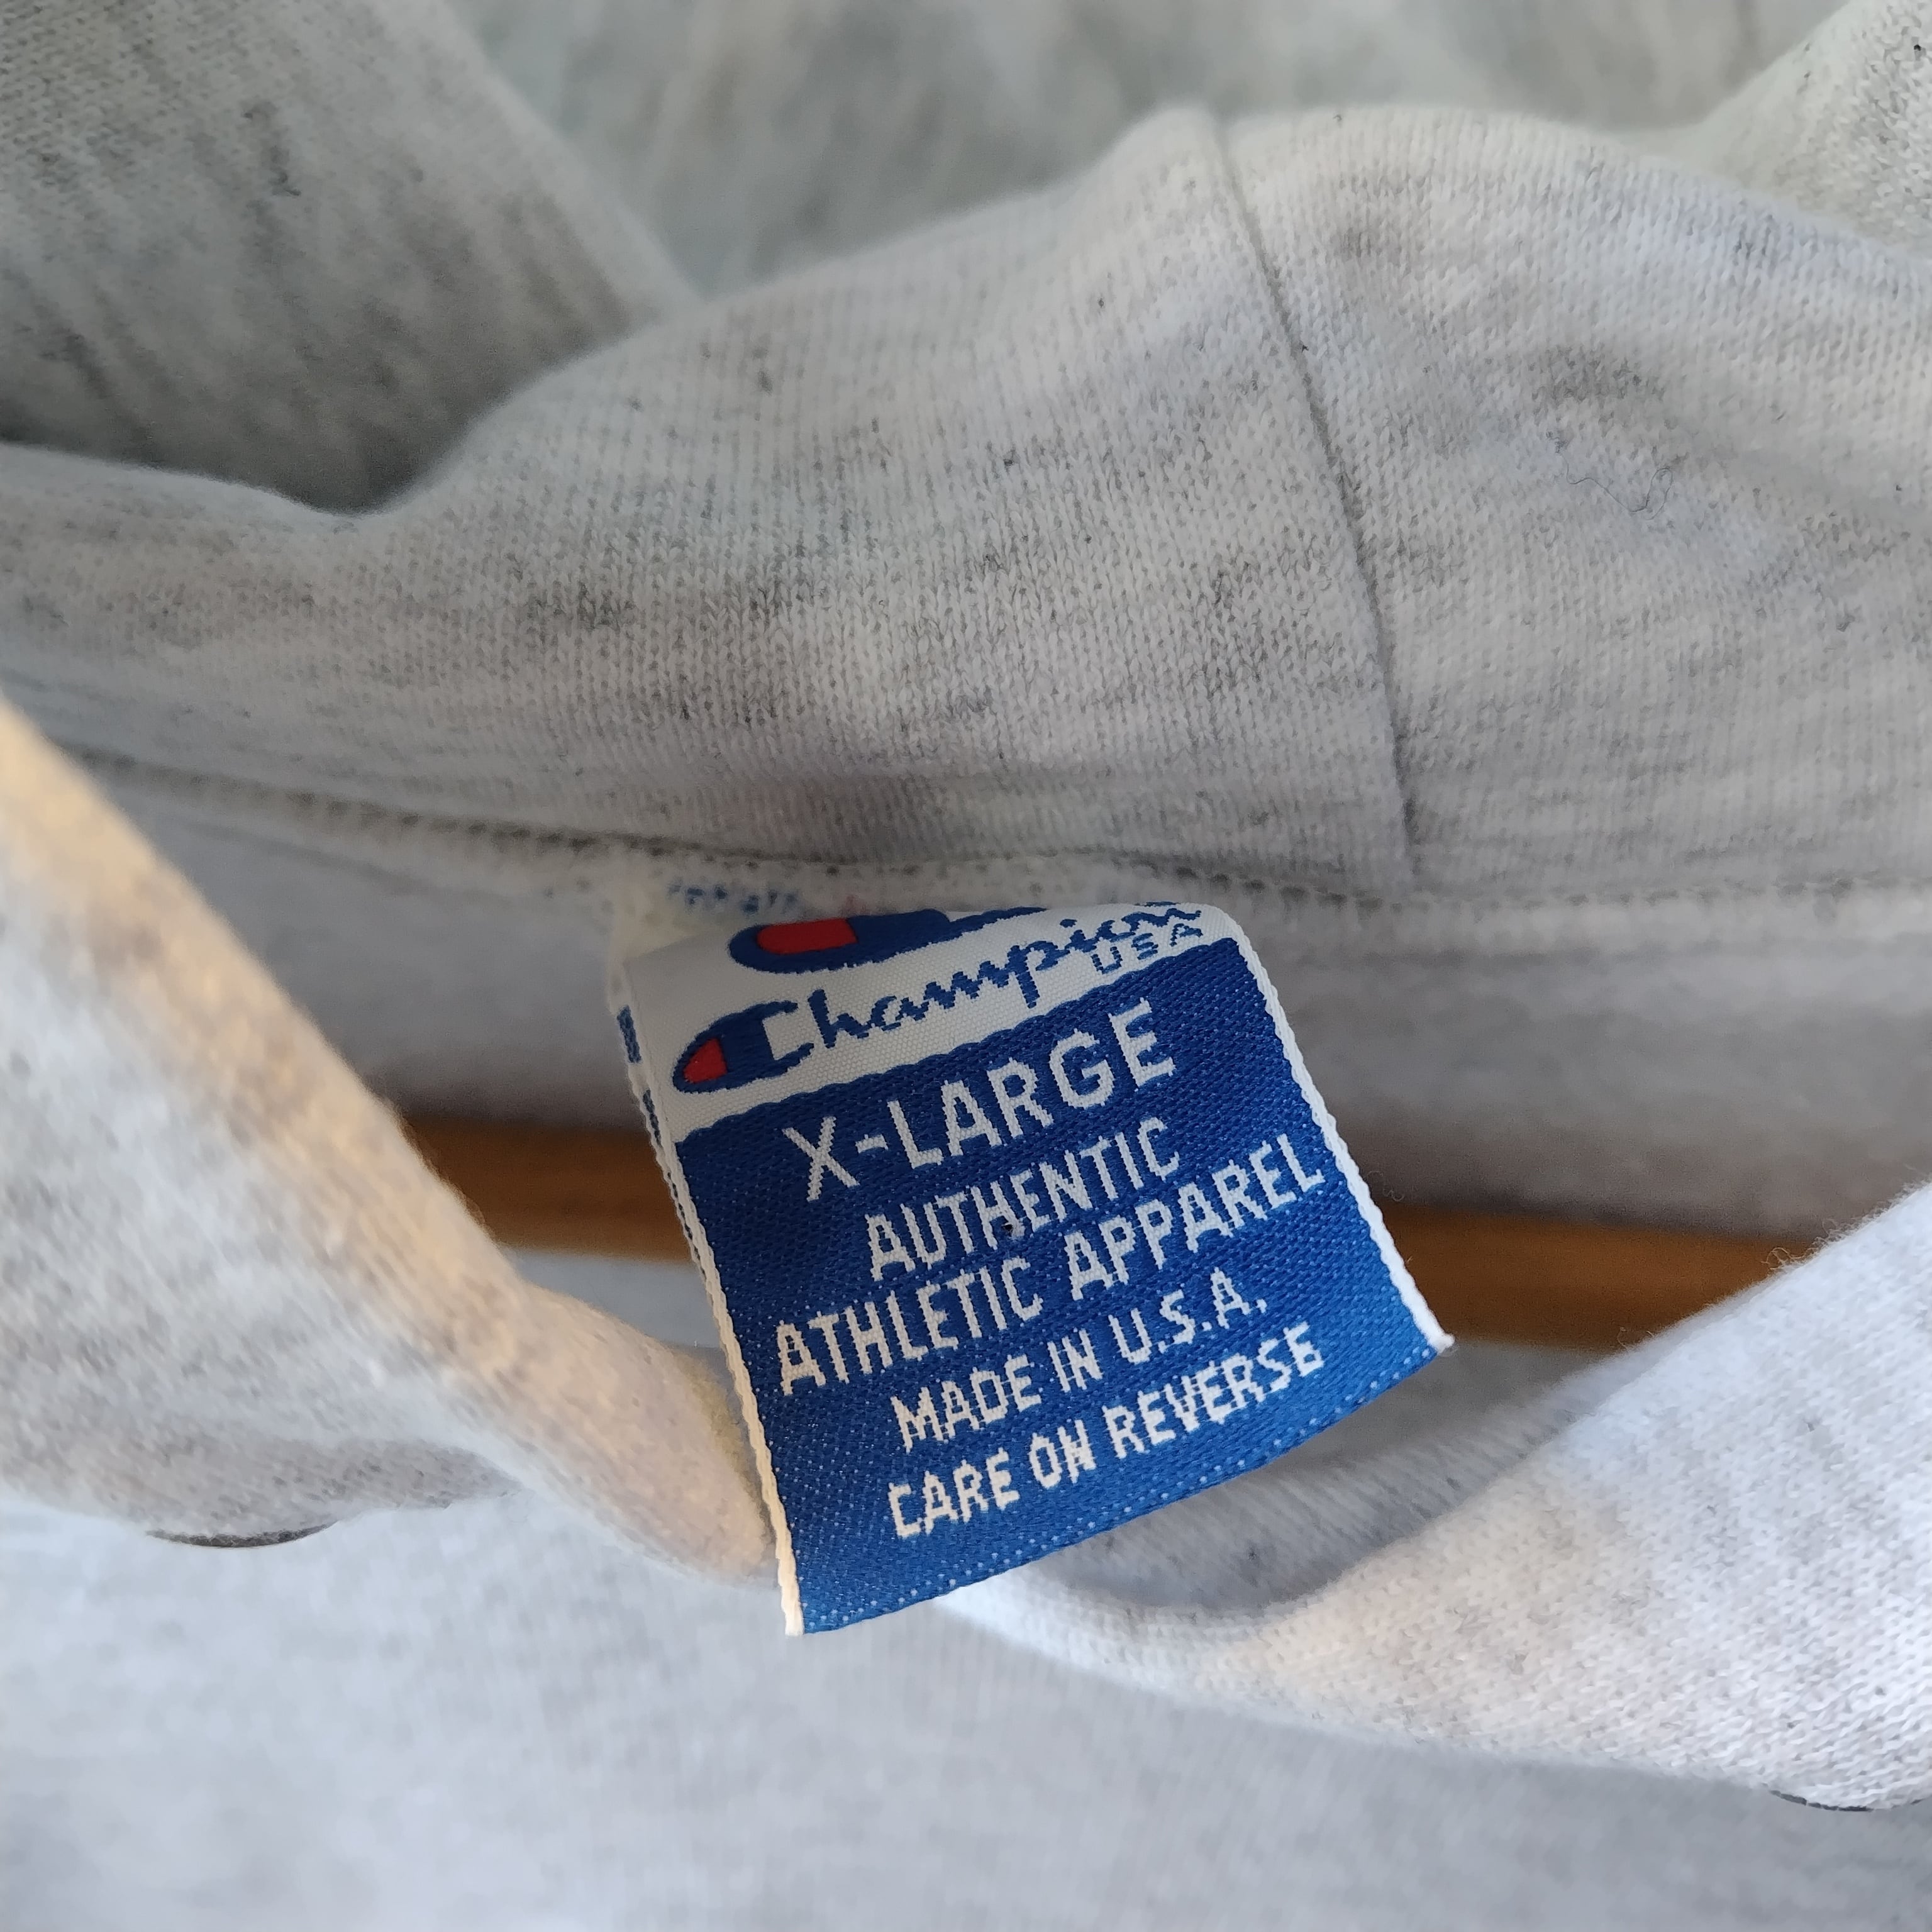 Champion
USA
X-LARGE
AUTHENTIC
ATHLETIC APPAREL
MADE IN U.S.A.
CARE ON REVERSE